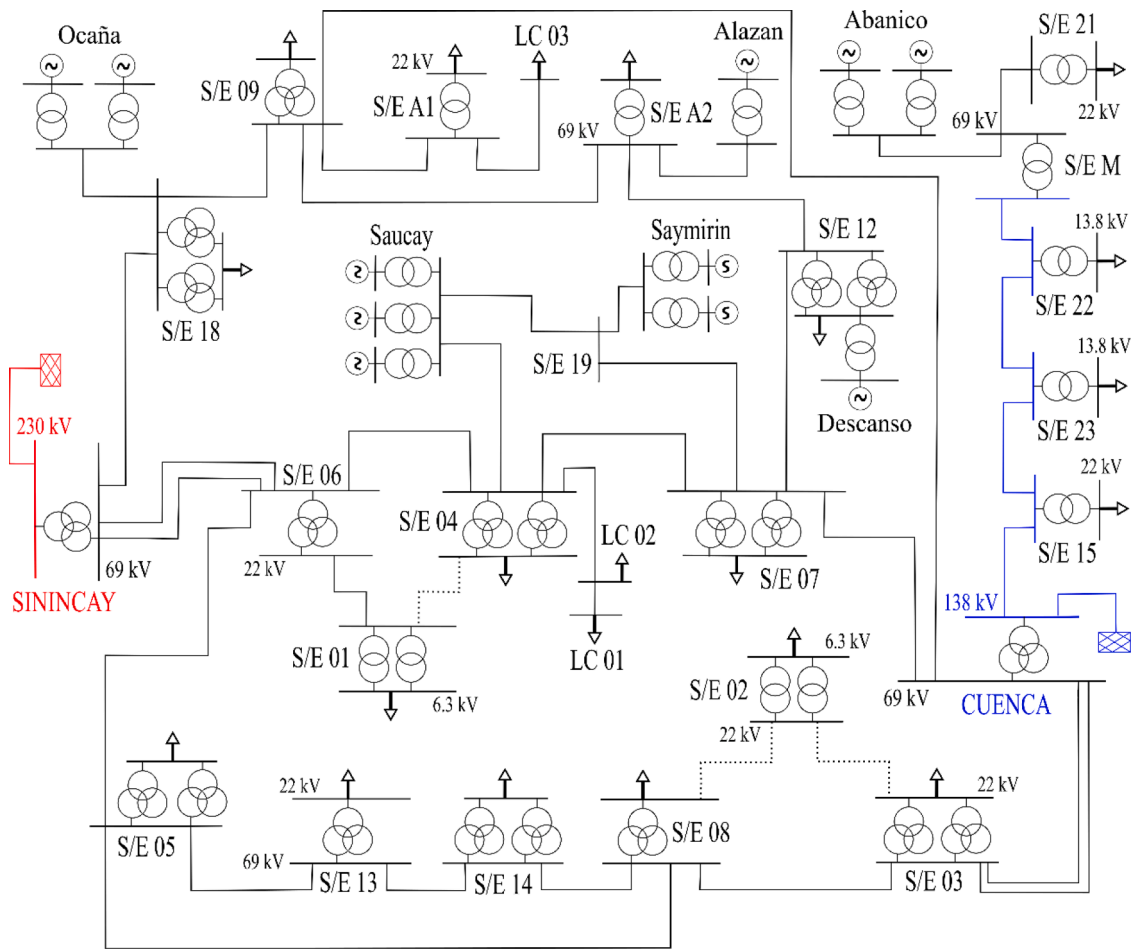 Ocaña
S/E 09
22 kV
S/E A1
LC 03
S/E A2
69 kV
Alazan
Abanico
S/E 21
22 kV
69 kV
S/E M
S/E 18
Saucay
S/E 19
Saymirin
S/E 12
Descanso
13.8 kV
S/E 22
13.8 kV
S/E 23
22 kV
S/E 15
230 kV
69 kV
SININCAY
S/E 06
22 kV
S/E 04
LC 02
LC 01
S/E 07
138 kV
S/E 01
6.3 kV
6.3 kV
S/E 02
22 kV
69 kV
CUENCA
S/E 05
22 kV
69 kV
S/E 13
S/E 14
S/E 08
22 kV
S/E 03